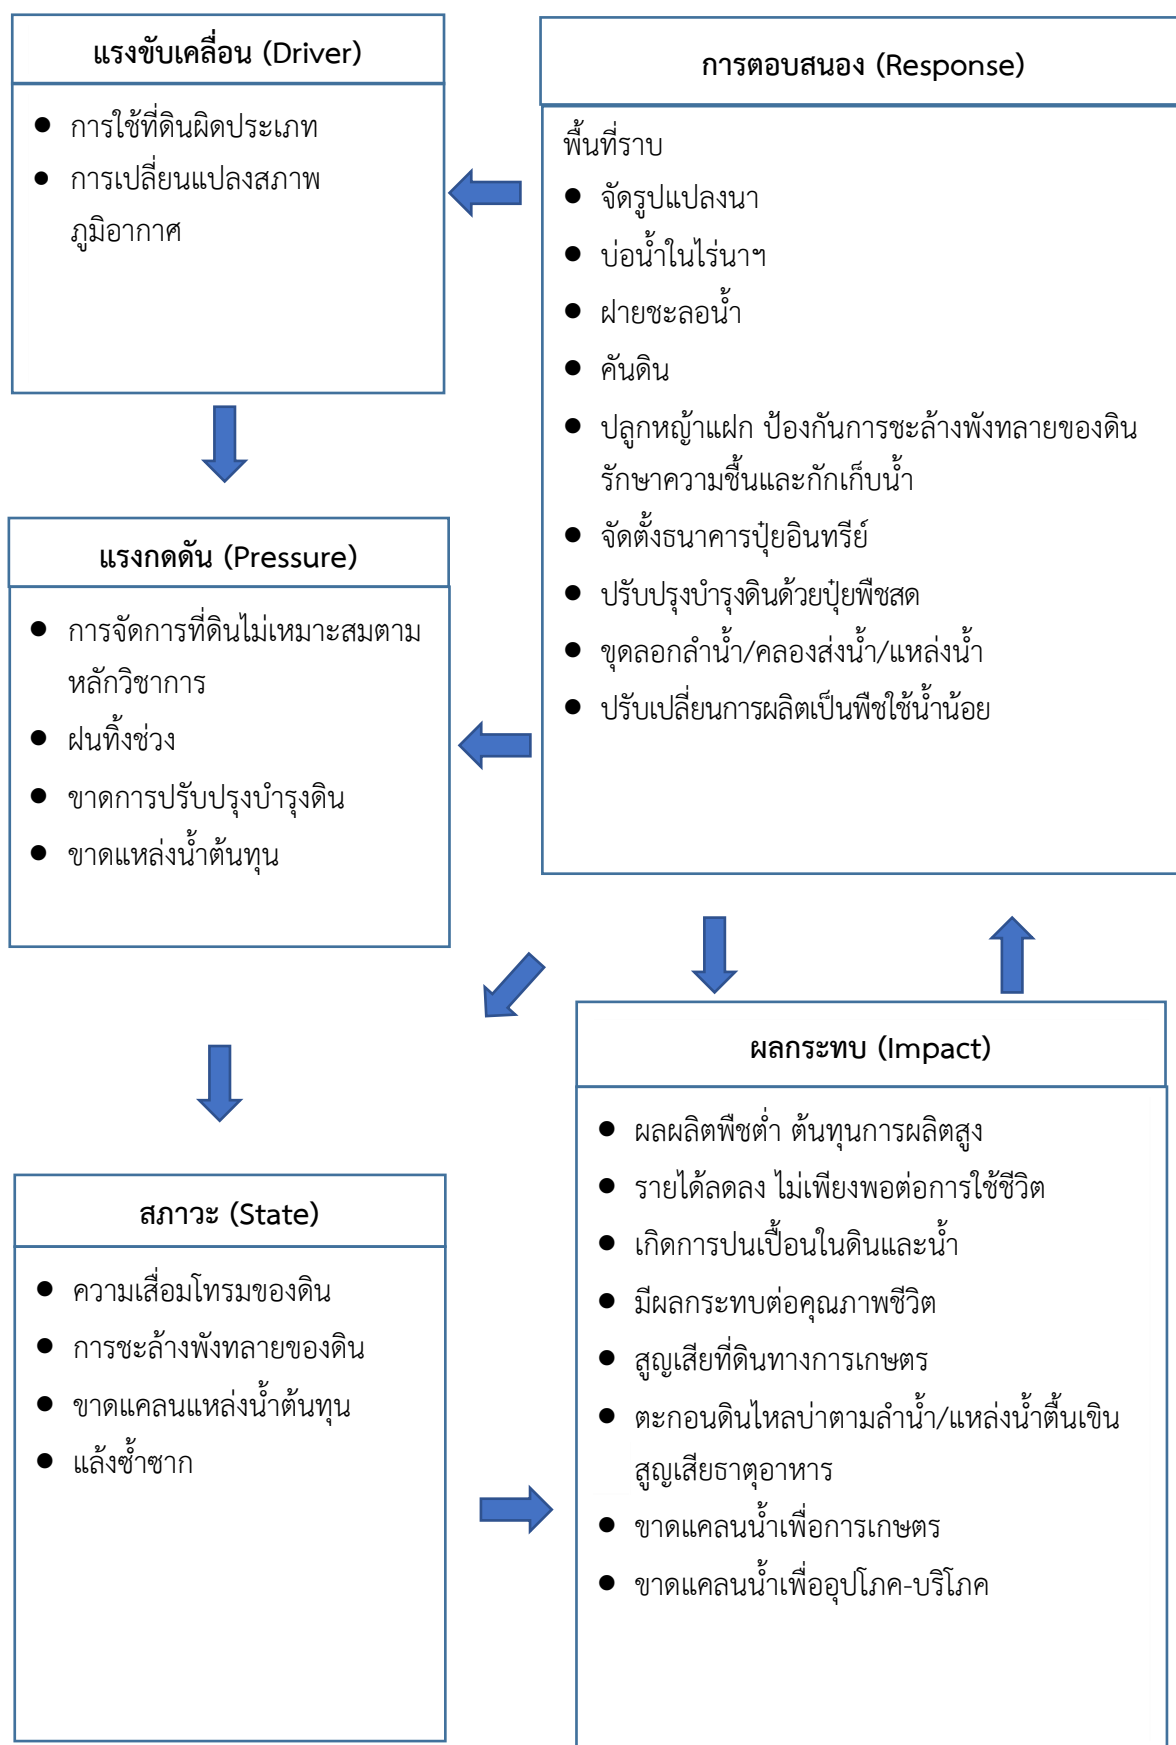 แรงขับเคลื่อน (Driver)
● การใช้ที่ดินผิดประเภท
● การเปลี่ยนแปลงสภาพ
ภูมิอากาศ
การตอบสนอง (Response)
พื้นที่ราบ
● จัดรูปแปลงนา
● บ่อน้ำในไร่นาฯ
● ฝายชะลอน้ำ
● คันดิน
● ปลูกหญ้าแฝก ป้องกันการชะล้างพังทลายของดิน
รักษาความชื้นและกักเก็บน้ำ
● จัดตั้งธนาคารปุ๋ยอินทรีย์
● ปรับปรุงบำรุงดินด้วยปุ๋ยพืชสด
● ขุดลอกลำน้ำ/คลองส่งน้ำ/แหล่งน้ำ
● ปรับเปลี่ยนการผลิตเป็นพืชใช้น้ำน้อย
แรงกดดัน (Pressure)
● การจัดการที่ดินไม่เหมาะสมตาม
หลักวิชาการ
● ฝนทิ้งช่วง
● ขาดการปรับปรุงบำรุงดิน
● ขาดแหล่งน้ำต้นทุน
สภาวะ (State)
● ความเสื่อมโทรมของดิน
● การชะล้างพังทลายของดิน
● ขาดแคลนแหล่งน้ำต้นทุน
● แล้งซ้ำซาก
ผลกระทบ (Impact)
● ผลผลิตพืชต่ำ ต้นทุนการผลิตสูง
● รายได้ลดลง ไม่เพียงพอต่อการใช้ชีวิต
● เกิดการปนเปื้อนในดินและน้ำ
● มีผลกระทบต่อคุณภาพชีวิต
● สูญเสียที่ดินทางการเกษตร
● ตะกอนดินไหลบ่าตามลำน้ำ/แหล่งน้ำตื้นเขิน
สูญเสียธาตุอาหาร
● ขาดแคลนน้ำเพื่อการเกษตร
● ขาดแคลนน้ำเพื่ออุปโภค-บริโภค